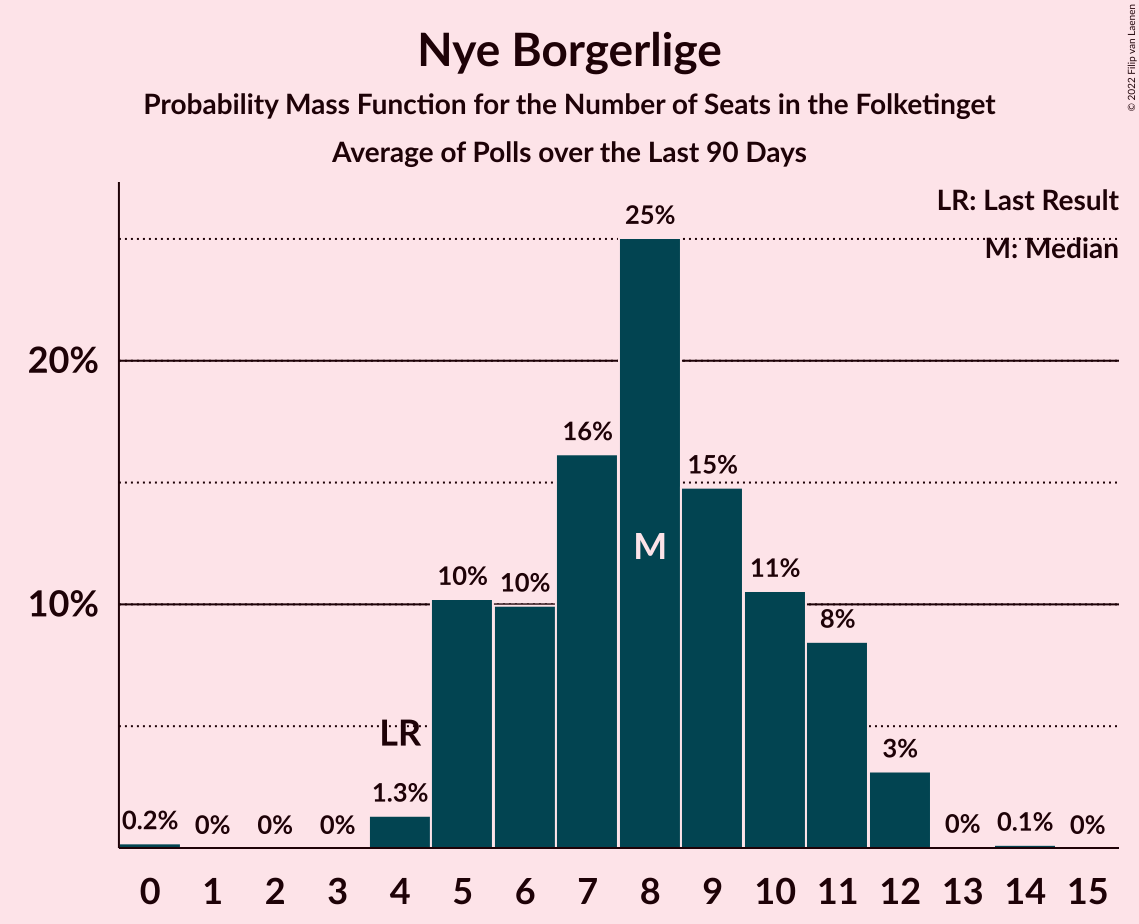 Nye Borgerlige
Probability Mass Function for the Number of Seats in the Folketinget
Average of Polls over the Last 90 Days
© 2022 Filip van Laenen
LR: Last Result
M: Median
25%
20%
16%
15%
M
11%
10%
10%
10%
8%
LR
3%
1.3%
0.2%
0%
0%
0%
0%
0.1%
0%
0 1 2 3 4 5 6 7 8 9 10 11 12 13 14 15